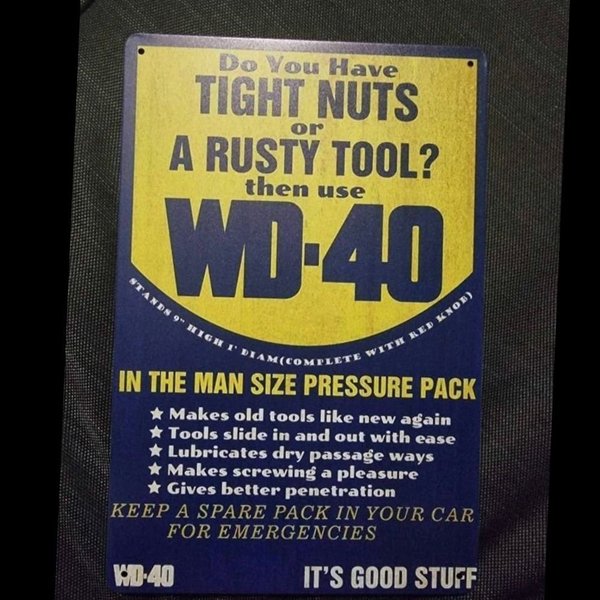 Do You Have
TIGHT NUTS
or
A RUSTY TOOL?
then use
WD-40
STANDS 9" HIGH 1' DIAM(COMPLETE WITH RED KNOB)
IN THE MAN SIZE PRESSURE PACK
★ Makes old tools like new again
★ Tools slide in and out with ease
★ Lubricates dry passage ways
★ Makes screwing a pleasure
★ Gives better penetration
KEEP A SPARE PACK IN YOUR CAR
FOR EMERGENCIES
WD-40 IT'S GOOD STUFF